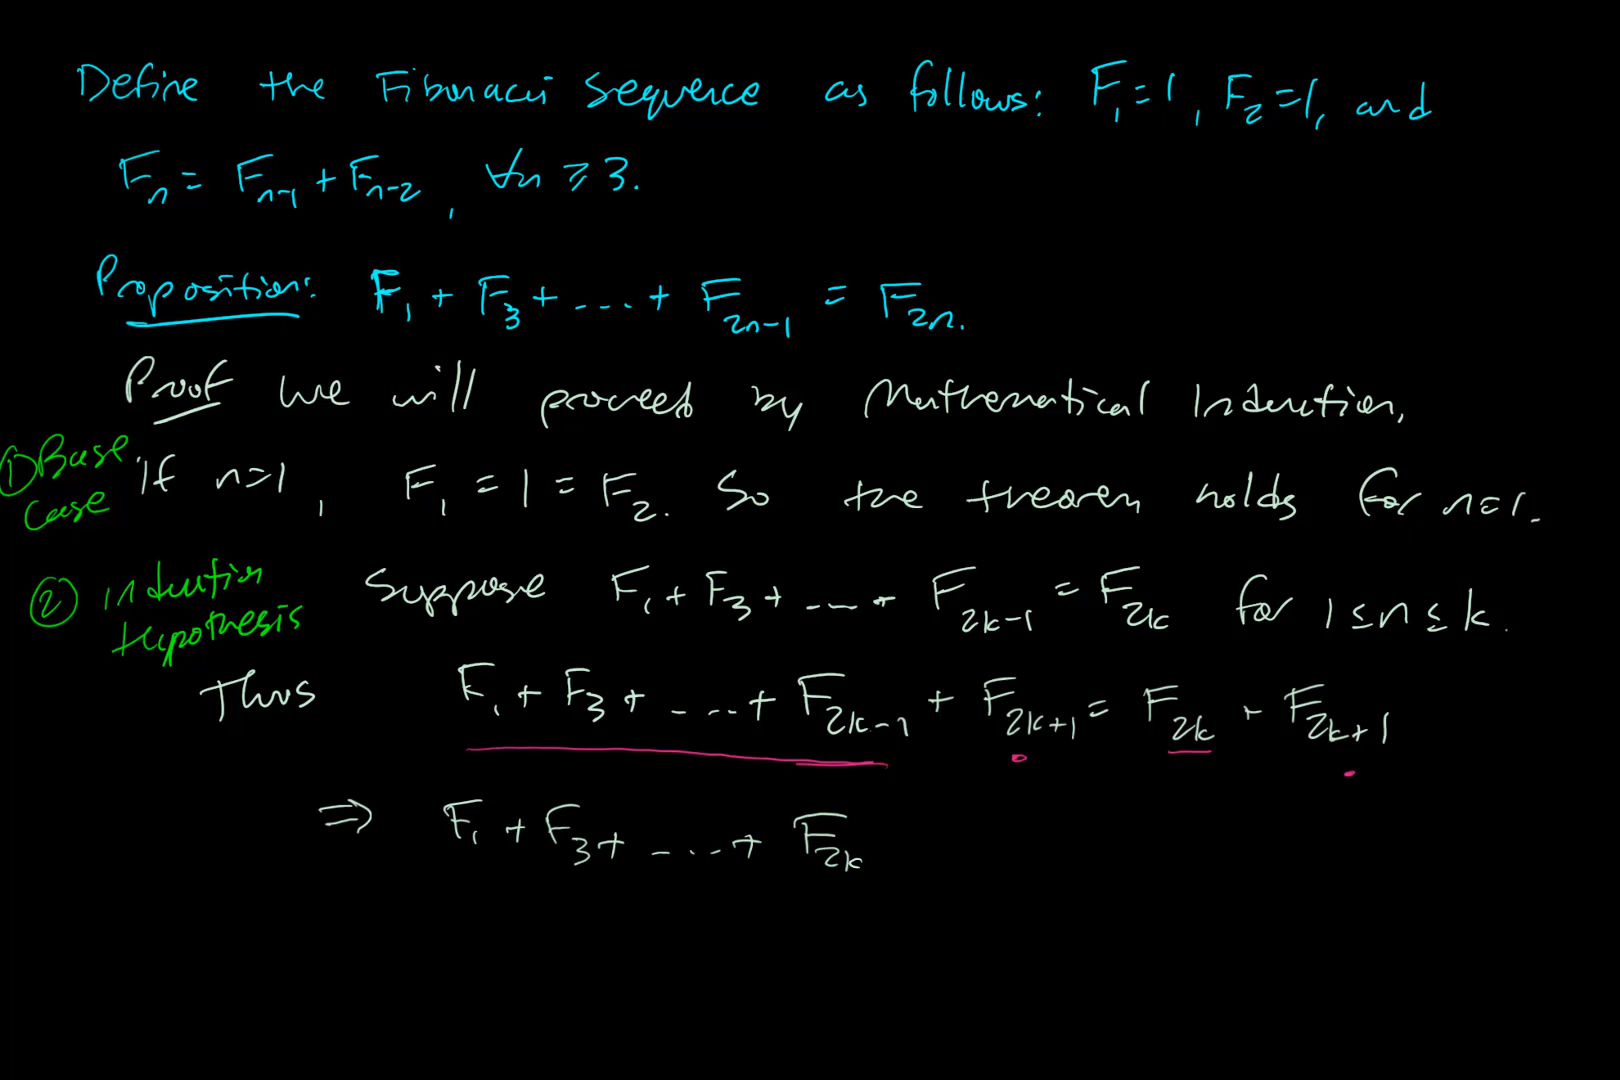 Define the Fibonacci Sequence as follows: F₁=1, F₂=1, and
Fₙ = Fₙ₋₁ + Fₙ₋₂, ∀n ≥ 3.
Proposition: F₁ + F₃ + ... + F₂ₙ₋₁ = F₂ₙ.
Proof We will proceed by Mathematical Induction.
① Base Case If n=1, F₁ = 1 = F₂. So the theorem holds for n=1.
② Induction Hypothesis Suppose F₁ + F₃ + ... + F₂ₖ₋₁ = F₂ₖ for 1 ≤ n ≤ k.
Thus F₁ + F₃ + ... + F₂ₖ₋₁ + F₂ₖ₊₁ = F₂ₖ + F₂ₖ₊₁
⇒ F₁ + F₃ + ... + F₂ₖ